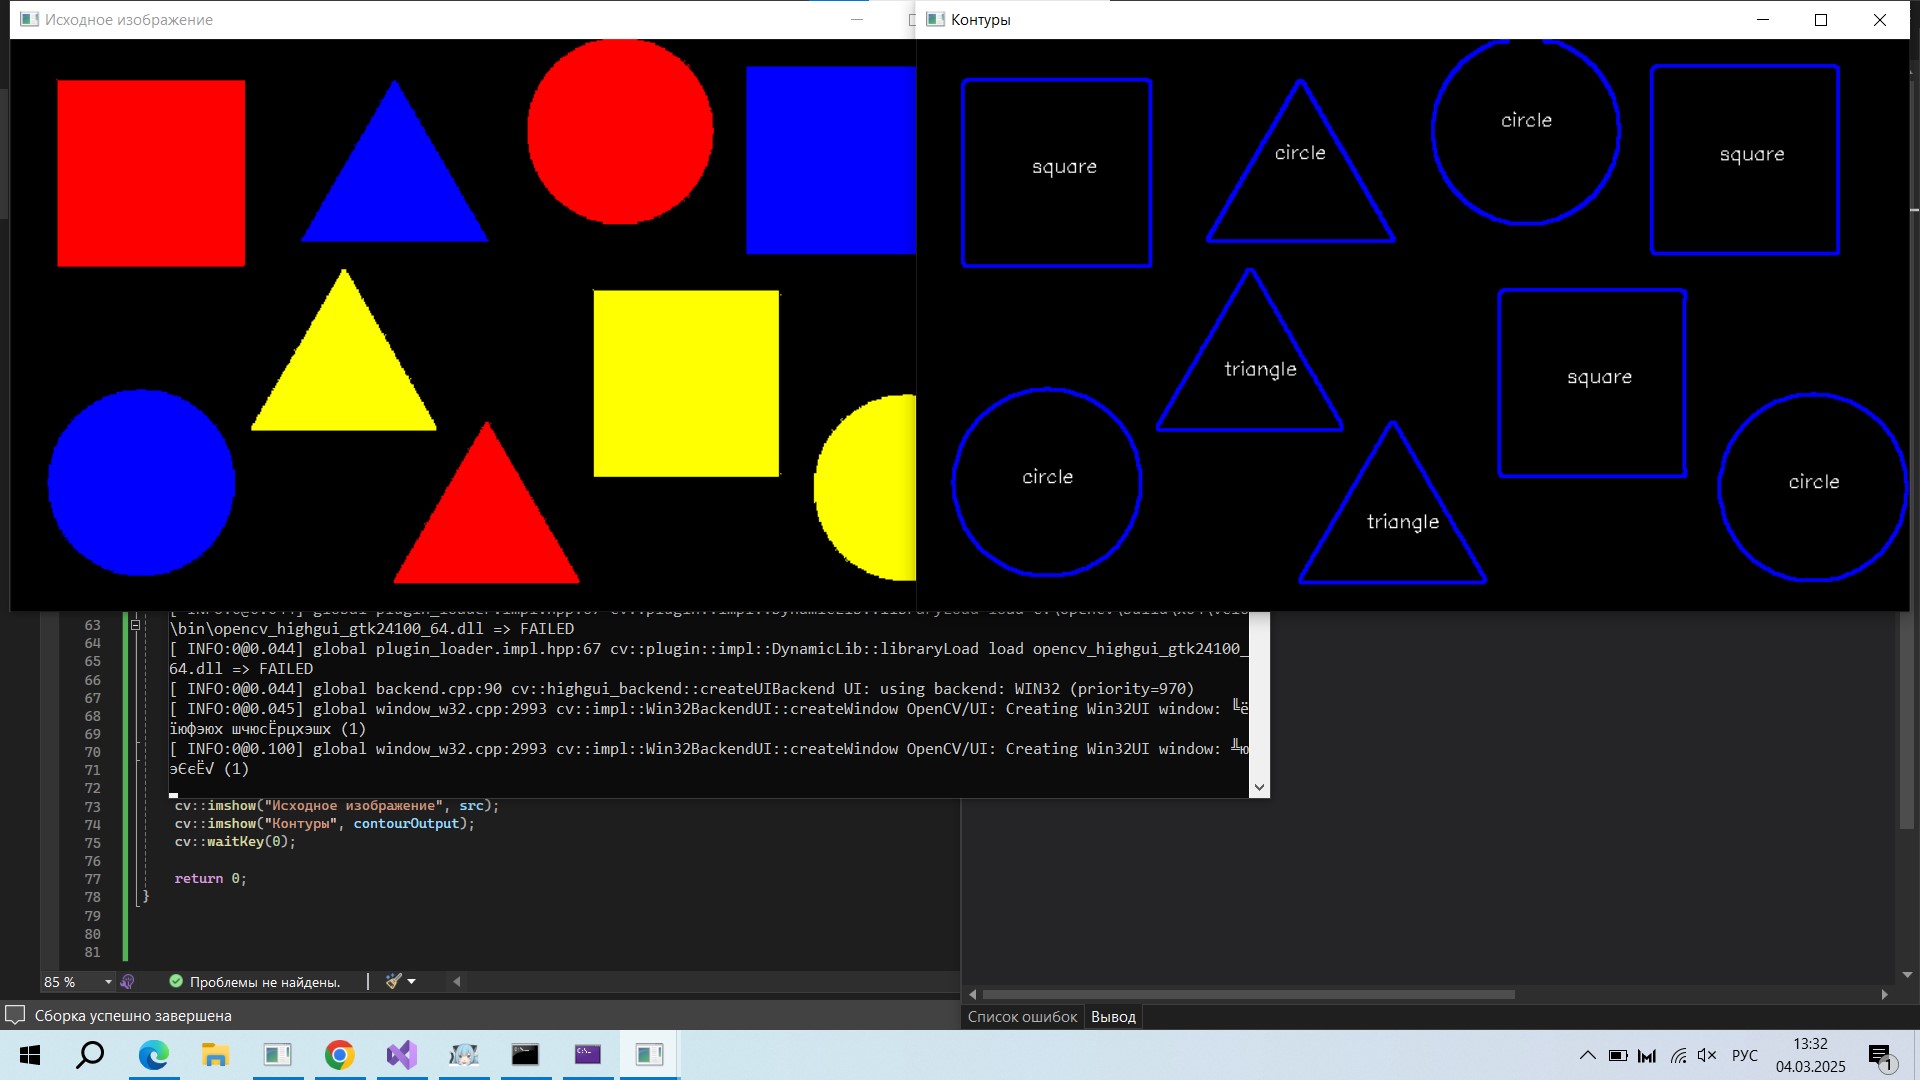 Исходное изображение
Контуры
circle
square
circle
square
square
triangle
square
circle
circle
triangle
\bin\opencv_highgui_gtk24100_64.dll => FAILED
[ INFO:0@0.044] global plugin_loader.impl.hpp:67 cv::plugin::impl::DynamicLib::libraryLoad load opencv_highgui_gtk24100_
64.dll => FAILED
[ INFO:0@0.044] global backend.cpp:90 cv::highgui_backend::createUIBackend UI: using backend: WIN32 (priority=970)
[ INFO:0@0.045] global window_w32.cpp:2993 cv::impl::Win32BackendUI::createWindow OpenCV/UI: Creating Win32UI window: ╚ё
їюфэюх шчюсЁрцхэшх (1)
[ INFO:0@0.100] global window_w32.cpp:2993 cv::impl::Win32BackendUI::createWindow OpenCV/UI: Creating Win32UI window: ╩ю
эЄєЁ√ (1)
63
64
65
66
67
68
69
70
71
72
73 cv::imshow("Исходное изображение", src);
74 cv::imshow("Контуры", contourOutput);
75 cv::waitKey(0);
76
77 return 0;
78 }
79
80
81
85 %
Проблемы не найдены.
Список ошибок
Вывод
Сборка успешно завершена
РУС
13:32
04.03.2025
1